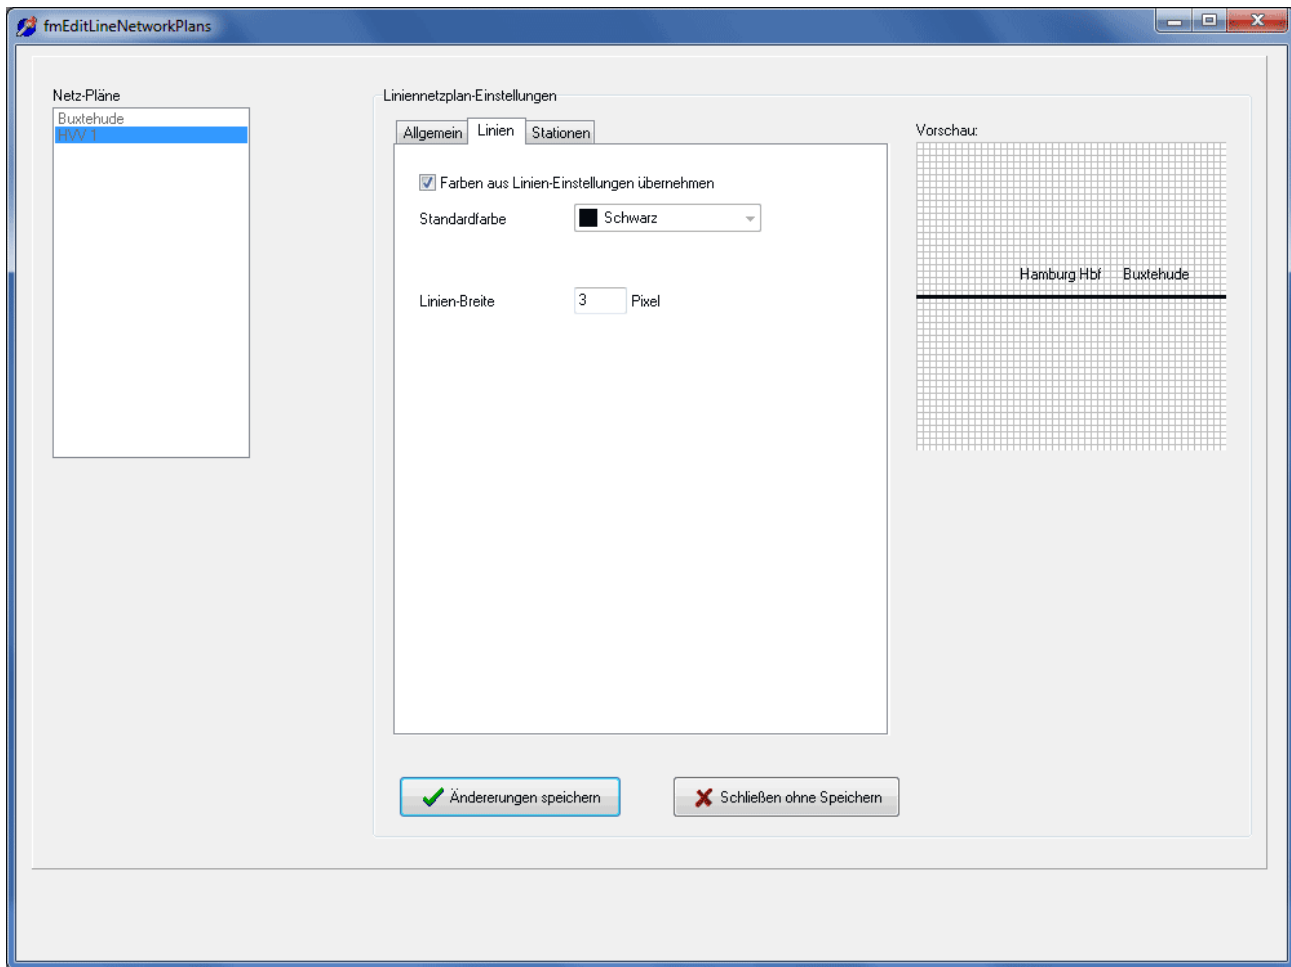 fmEditLineNetworkPlans
Netz-Pläne
Buxtehude
HVV 1
Liniennetzplan-Einstellungen
Allgemein
Linien
Stationen
Farben aus Linien-Einstellungen übernehmen
Standardfarbe
Schwarz
Linien-Breite
3
Pixel
Vorschau:
Hamburg Hbf
Buxtehude
Ändererungen speichern
Schließen ohne Speichern